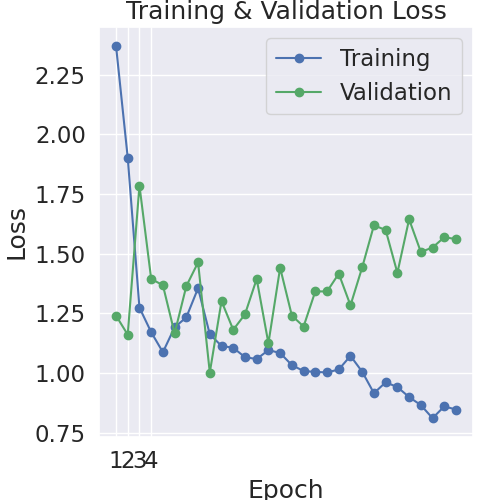 Training & Validation Loss
Training
Validation
2.25
2.00
1.75
1.50
1.25
1.00
0.75
Loss
1234
Epoch